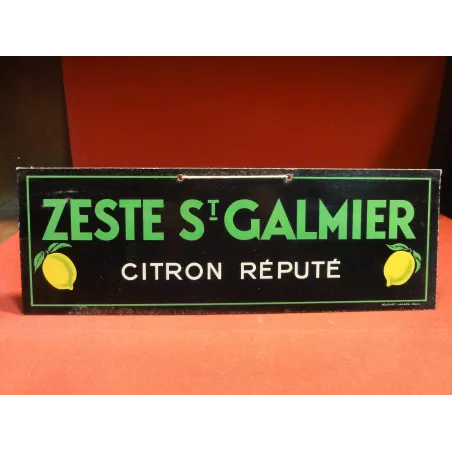 ZESTE ST GALMIER
CITRON RÉPUTÉ